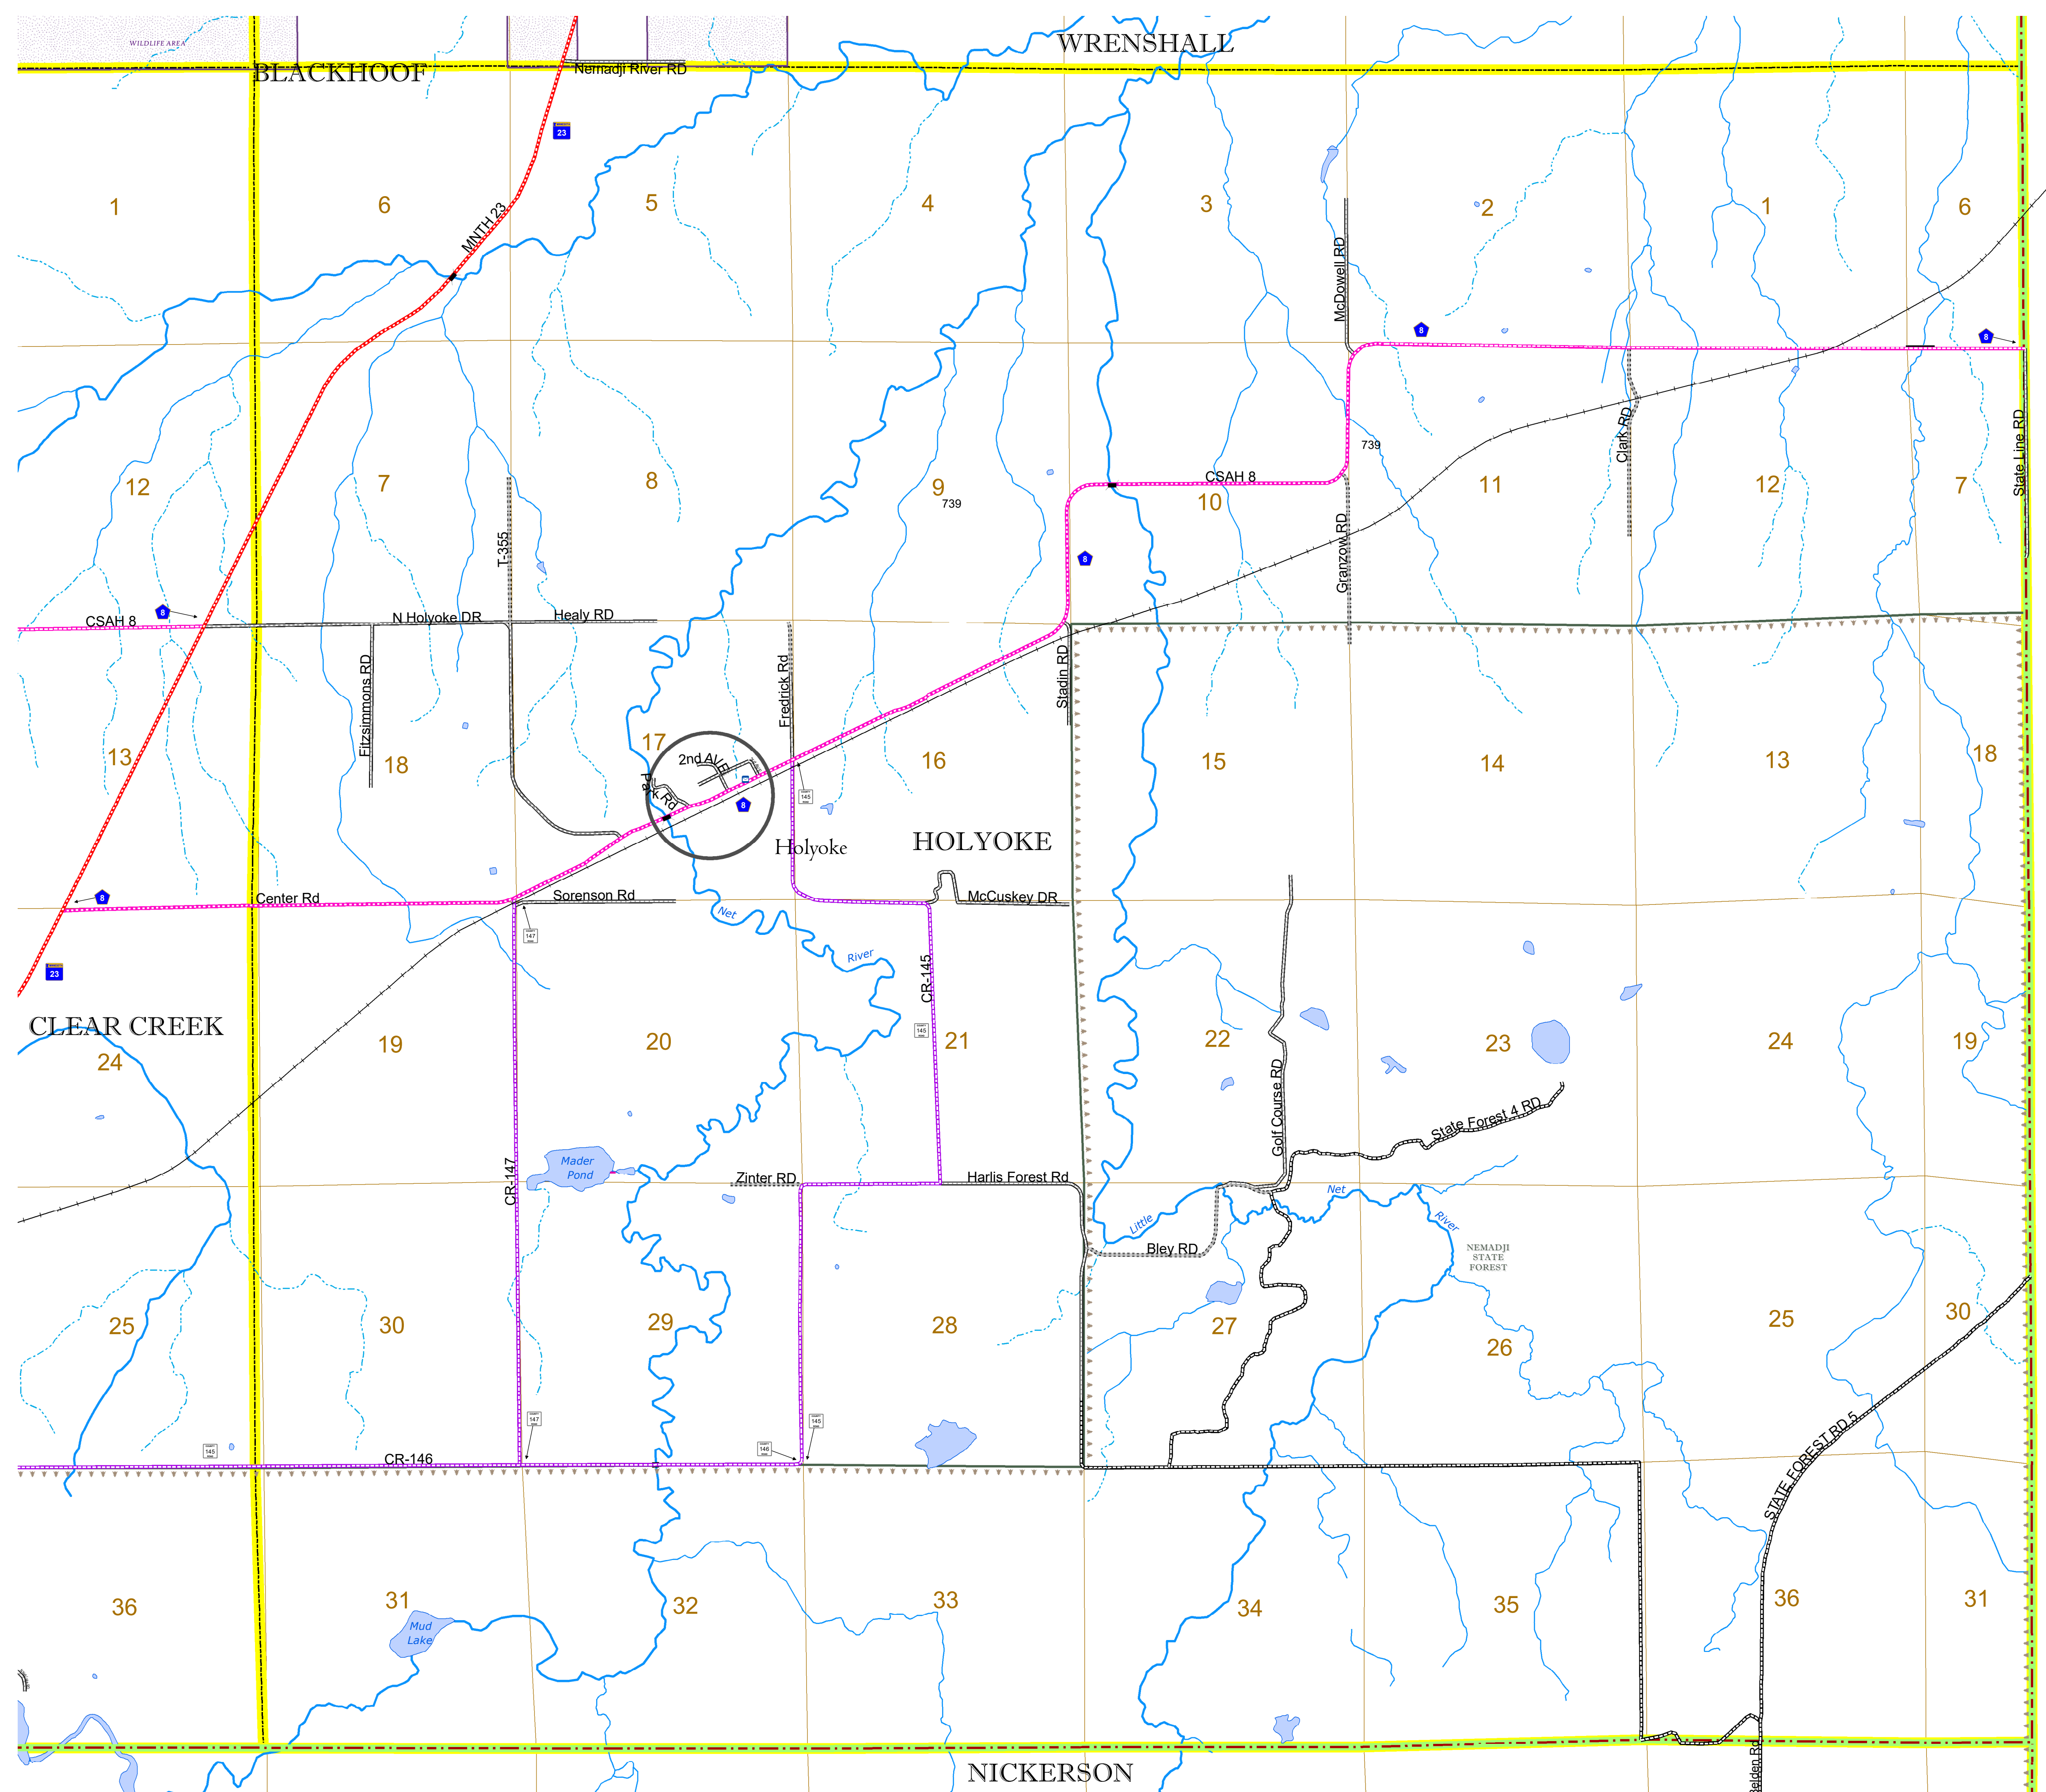 WRENSHALL
WILDLIFE AREA
BLACKHOOF
Nemadji River RD
23
1
6
5
4
3
2
1
6
MNTH 23
McDowell RD
8
8
739
Clark RD
State Line RD
12
7
8
9
739
CSAH 8
10
11
12
7
T-355
Granzow RD
8
8
CSAH 8
N Holyoke DR
Healy RD
Fitzsimmons RD
Fredrick Rd
Stadin RD
13
18
17
2nd AVE
Park Rd
8
16
15
14
13
18
145
Holyoke
HOLYOKE
8
Center Rd
Sorenson Rd
McCuskey DR
147
Net
River
23
CR-145
145
CLEAR CREEK
24
19
20
21
22
23
24
19
Golf Course RD
State Forest 4 RD
Mader
Pond
CR-147
Zinter RD
Harlis Forest Rd
Little
Net
River
Bley RD
NEMADJI
STATE
FOREST
25
30
29
28
27
26
25
30
147
145
146
145
CR-146
STATE FOREST RD 5
36
31
32
33
34
35
36
31
Mud
Lake
NICKERSON